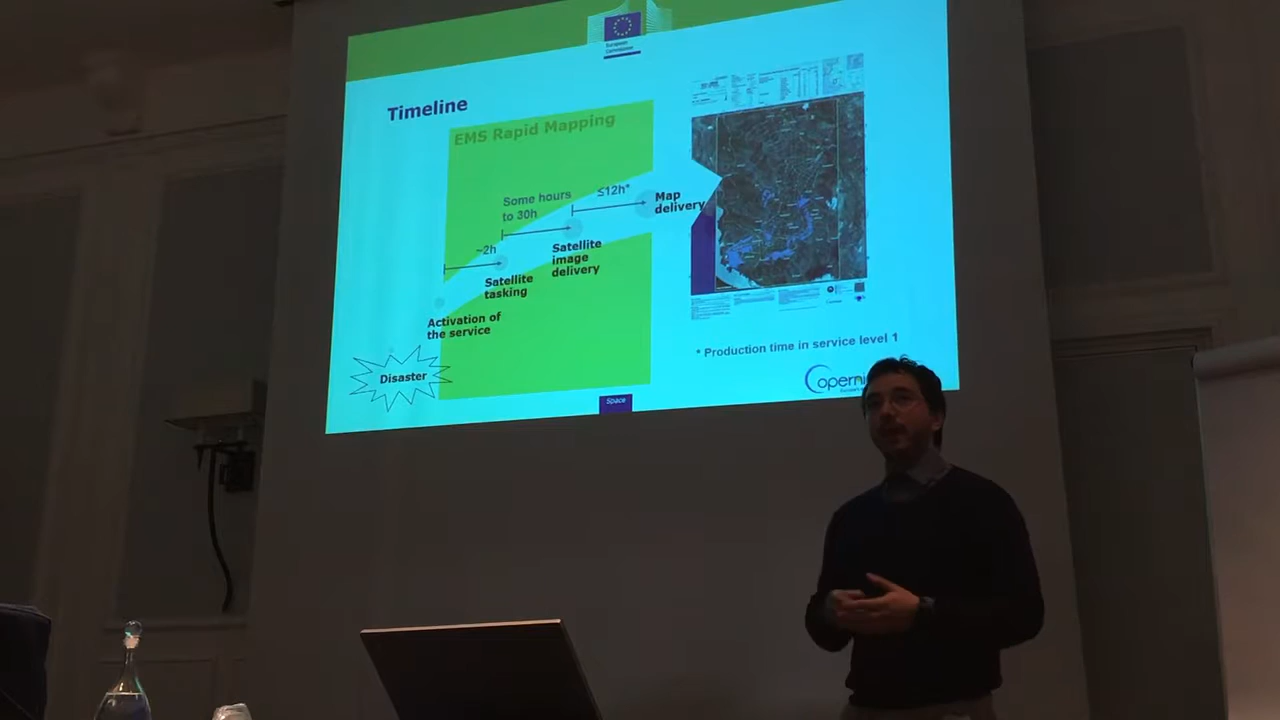 European
Commission
Timeline
EMS Rapid Mapping
Some hours
to 30h
≤12h*
Map
delivery
~2h
Satellite
image
delivery
Satellite
tasking
Activation of
the service
Disaster
* Production time in service level 1
Space
Coperni